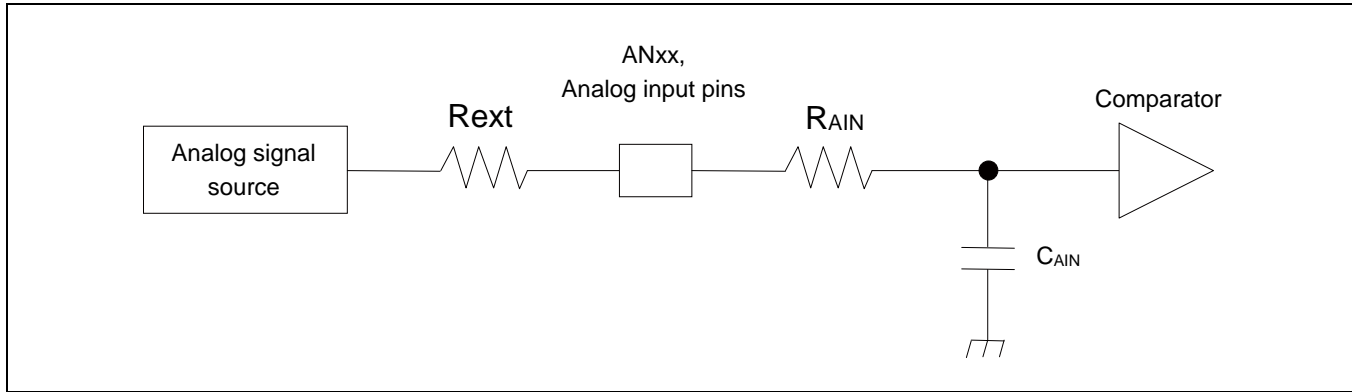 ANxx,
Analog input pins
Comparator
Rext
RAIN
Analog signal
source
CAIN